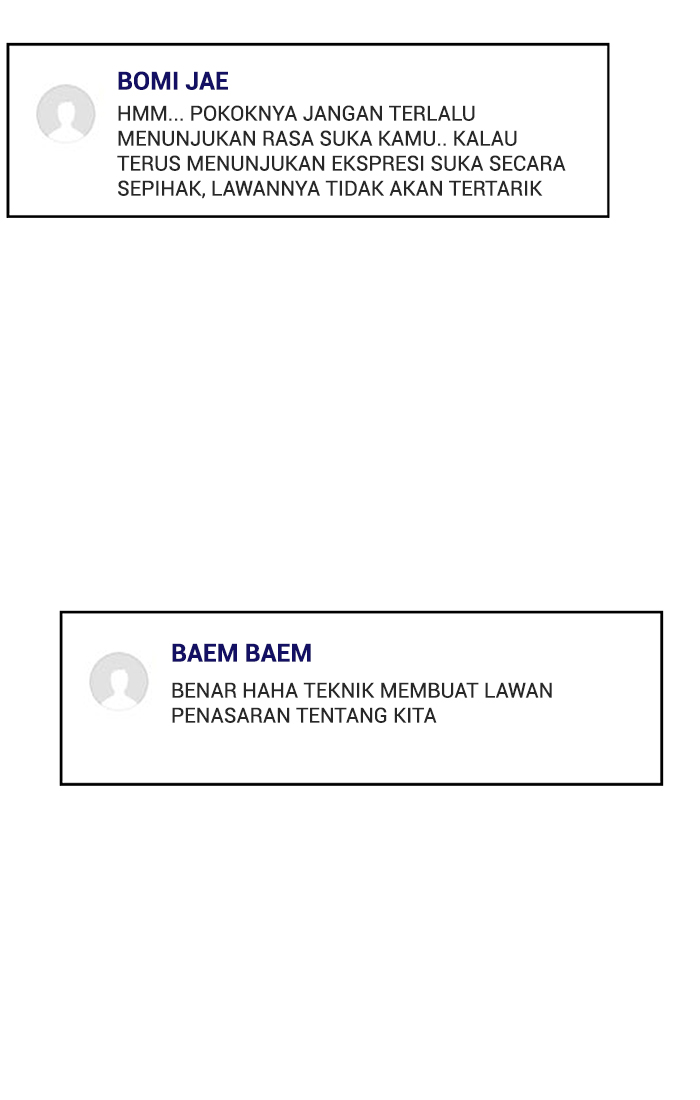 BOMI JAE
HMM... POKOKNYA JANGAN TERLALU
MENUNJUKAN RASA SUKA KAMU.. KALAU
TERUS MENUNJUKAN EKSPRESI SUKA SECARA
SEPIHAK, LAWANNYA TIDAK AKAN TERTARIK
BAEM BAEM
BENAR HAHA TEKNIK MEMBUAT LAWAN
PENASARAN TENTANG KITA